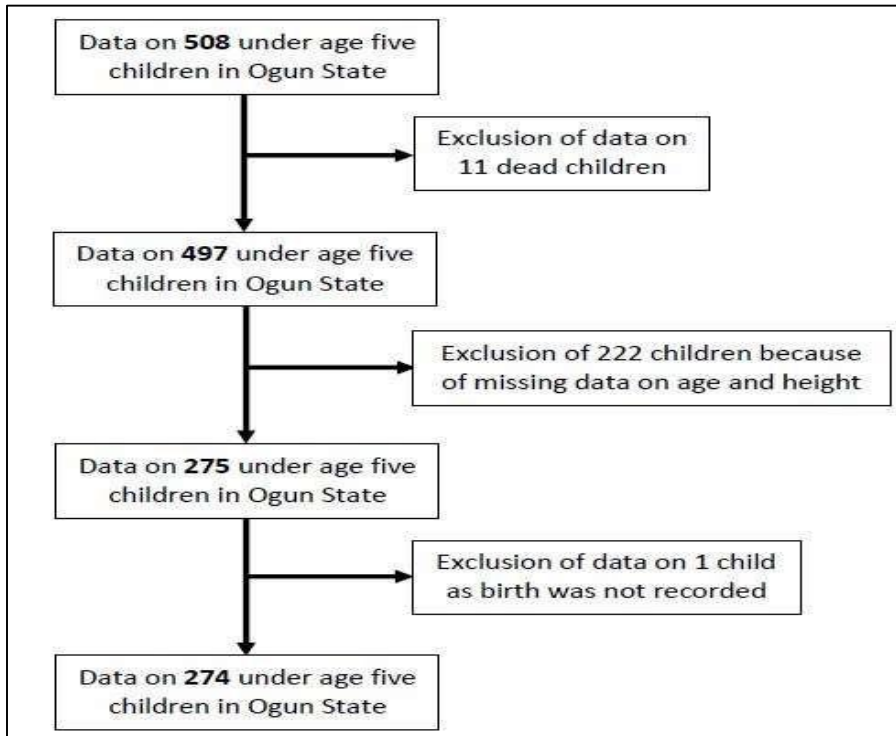 Data on 508 under age five
children in Ogun State
Exclusion of data on
11 dead children
Data on 497 under age five
children in Ogun State
Exclusion of 222 children because
of missing data on age and height
Data on 275 under age five
children in Ogun State
Exclusion of data on 1 child
as birth was not recorded
Data on 274 under age five
children in Ogun State